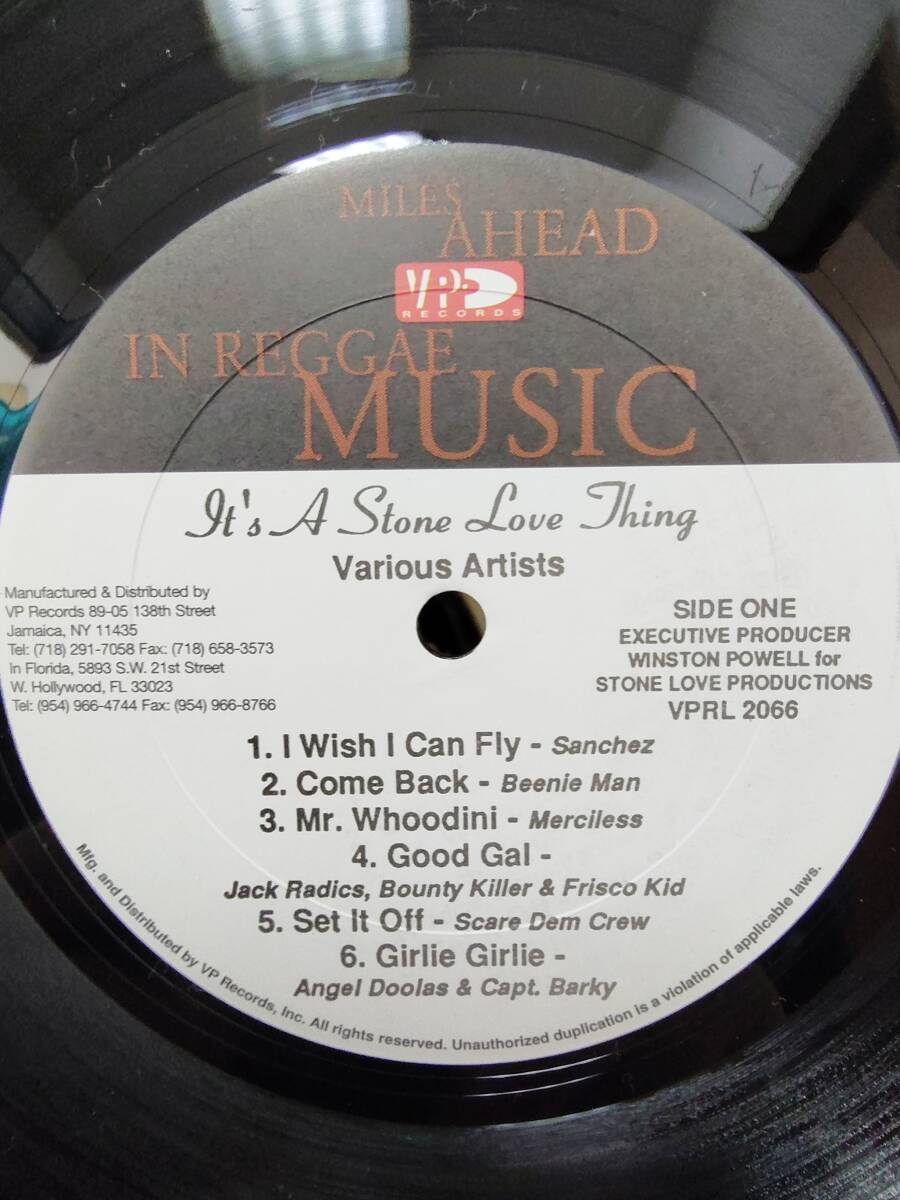 MILES
AHEAD
VP
RECORDS
IN REGGAE
MUSIC
It's A Stone Love Thing
Various Artists
Manufactured & Distributed by
VP Records 89-05 138th Street
Jamaica, NY 11435
Tel: (718) 291-7058 Fax: (718) 658-3573
In Florida, 5893 S.W. 21st Street
W. Hollywood, FL 33023
Tel: (954) 966-4744 Fax: (954) 966-8766
SIDE ONE
EXECUTIVE PRODUCER
WINSTON POWELL for
STONE LOVE PRODUCTIONS
VPRL 2066
1. I Wish I Can Fly - Sanchez
2. Come Back - Beenie Man
3. Mr. Whoodini - Merciless
4. Good Gal -
Jack Radics, Bounty Killer & Frisco Kid
5. Set It Off - Scare Dem Crew
6. Girlie Girlie -
Angel Doolas & Capt. Barky
Mfg. and Distributed by VP Records, Inc. All rights reserved. Unauthorized duplication is a violation of applicable laws.